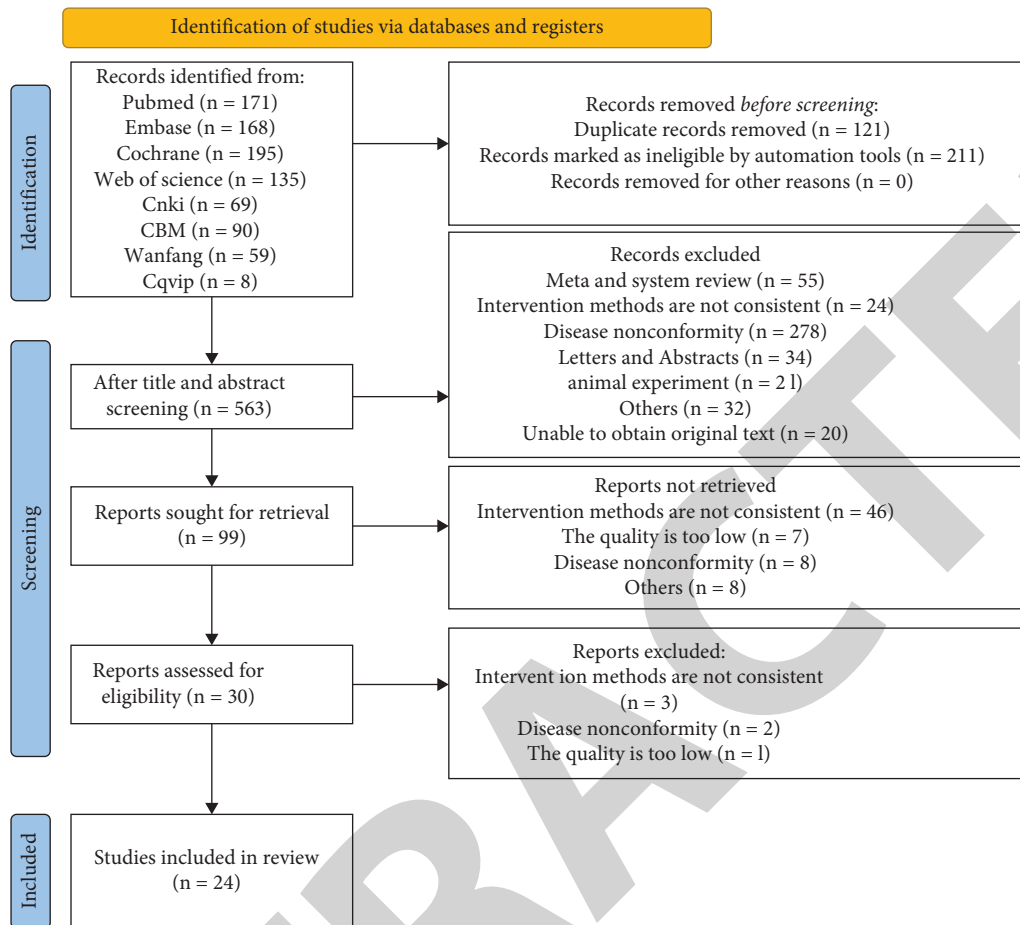 Identification of studies via databases and registers
Identification
Records identified from:
Pubmed (n = 171)
Embase (n = 168)
Cochrane (n = 195)
Web of science (n = 135)
Cnki (n = 69)
CBM (n = 90)
Wanfang (n = 59)
Cqvip (n = 8)
Records removed before screening:
Duplicate records removed (n = 121)
Records marked as ineligible by automation tools (n = 211)
Records removed for other reasons (n = 0)
Screening
After title and abstract
screening (n = 563)
Records excluded
Meta and system review (n = 55)
Intervention methods are not consistent (n = 24)
Disease nonconformity (n = 278)
Letters and Abstracts (n = 34)
animal experiment (n = 2 l)
Others (n = 32)
Unable to obtain original text (n = 20)
Reports sought for retrieval
(n = 99)
Reports not retrieved
Intervention methods are not consistent (n = 46)
The quality is too low (n = 7)
Disease nonconformity (n = 8)
Others (n = 8)
Reports assessed for
eligibility (n = 30)
Reports excluded:
Intervent ion methods are not consistent
(n = 3)
Disease nonconformity (n = 2)
The quality is too low (n = l)
Included
Studies included in review
(n = 24)
RACTE